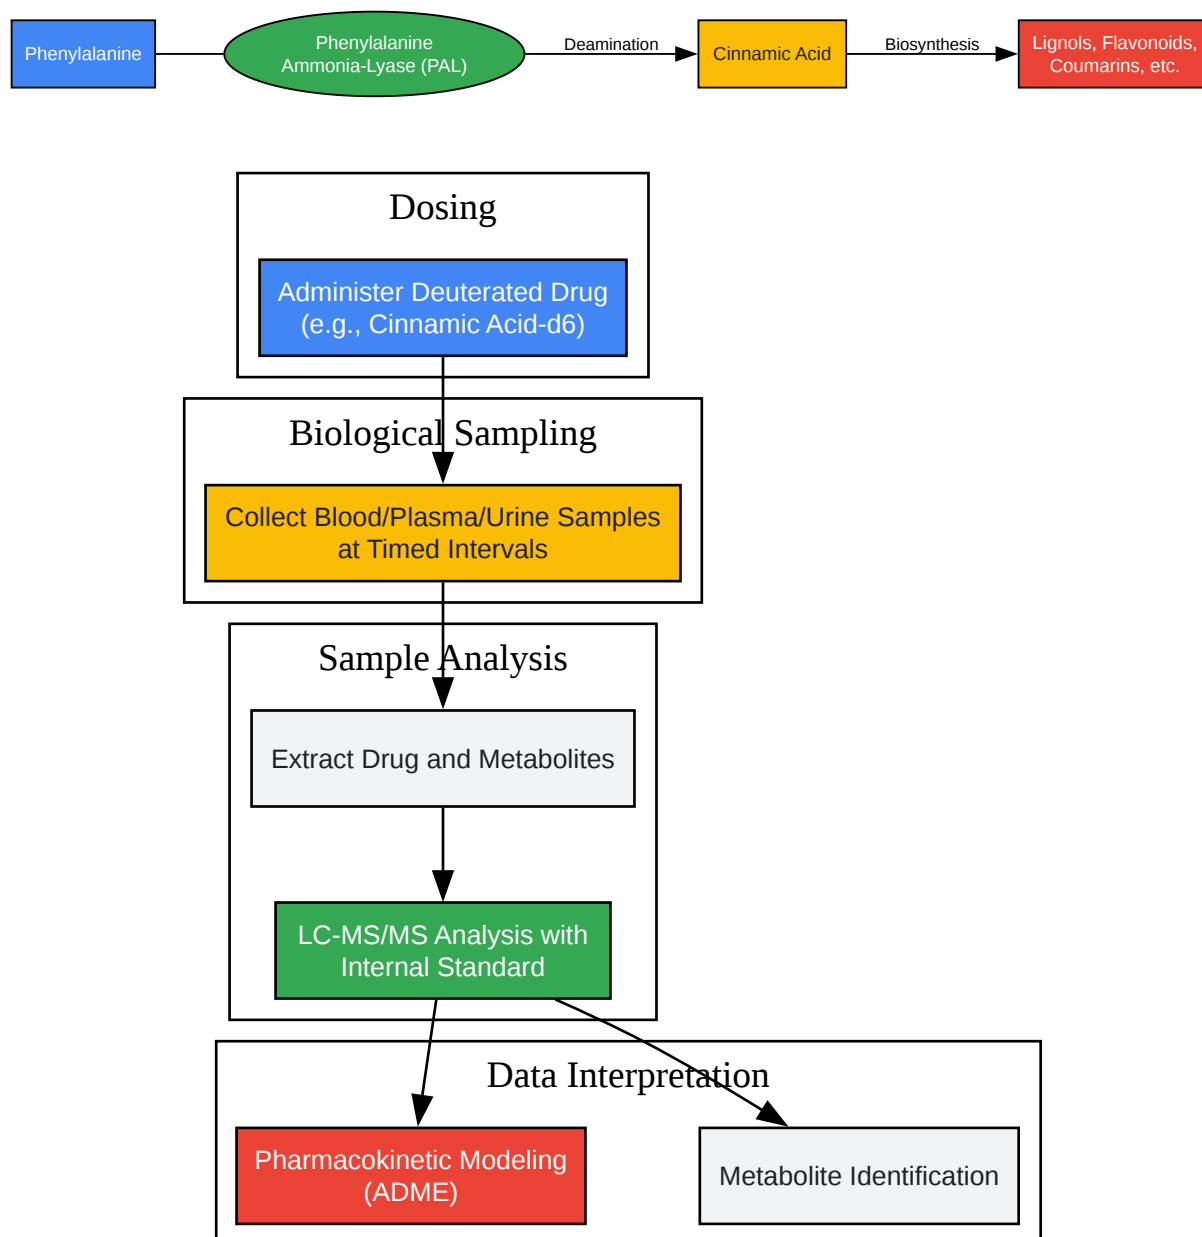 Phenylalanine
Phenylalanine
Ammonia-Lyase (PAL)
Deamination
Cinnamic Acid
Biosynthesis
Lignols, Flavonoids,
Coumarins, etc.
Dosing
Administer Deuterated Drug
(e.g., Cinnamic Acid-d6)
Biological Sampling
Collect Blood/Plasma/Urine Samples
at Timed Intervals
Sample Analysis
Extract Drug and Metabolites
LC-MS/MS Analysis with
Internal Standard
Data Interpretation
Pharmacokinetic Modeling
(ADME)
Metabolite Identification